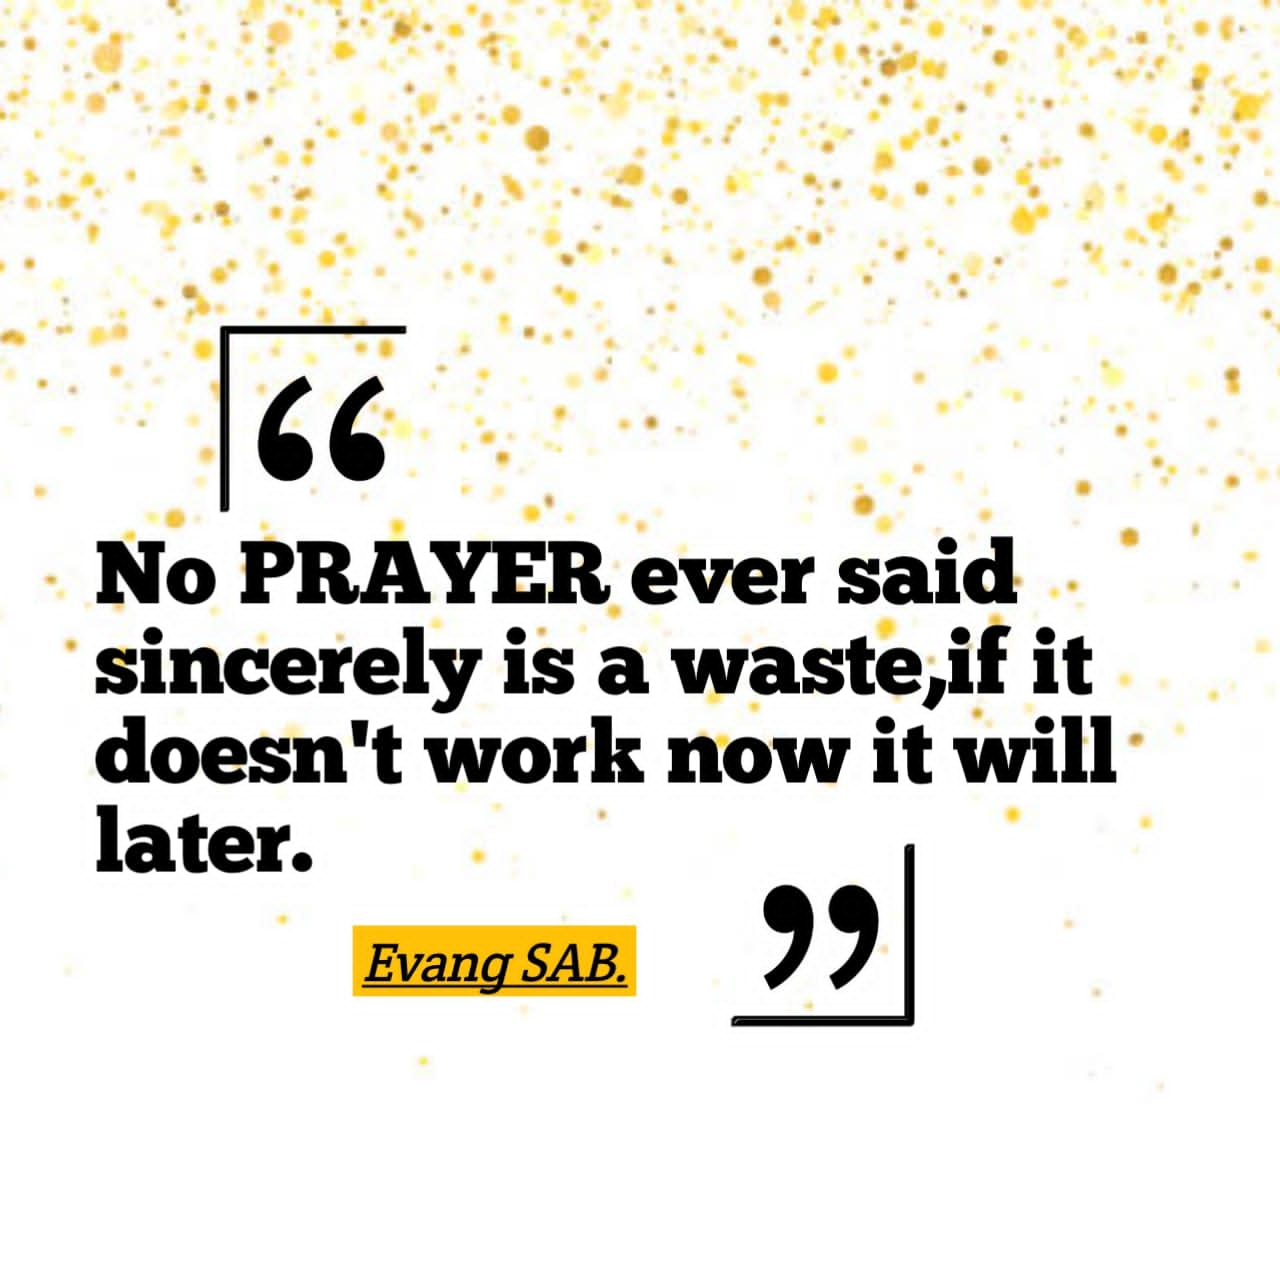 “
No PRAYER ever said
sincerely is a waste,if it
doesn't work now it will
later.
Evang SAB.
”